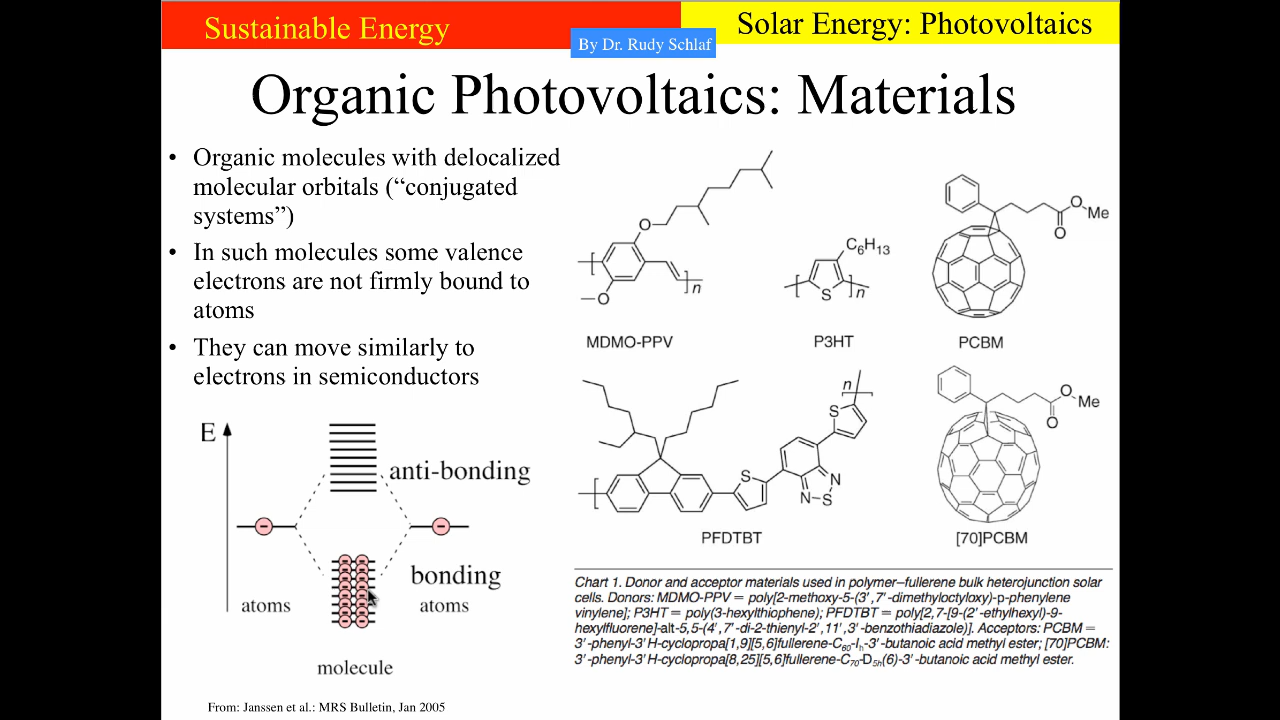 Sustainable Energy
Solar Energy: Photovoltaics
By Dr. Rudy Schlaf
Organic Photovoltaics: Materials
• Organic molecules with delocalized
molecular orbitals (“conjugated
systems”)
• In such molecules some valence
electrons are not firmly bound to
atoms
• They can move similarly to
electrons in semiconductors
E
anti-bonding
bonding
atoms
atoms
molecule
O
O
n
MDMO-PPV
C6H13
S
n
P3HT
O
Me
O
PCBM
S
N
S
N
S
n
PFDTBT
O
Me
O
[70]PCBM
Chart 1. Donor and acceptor materials used in polymer–fullerene bulk heterojunction solar
cells. Donors: MDMO-PPV = poly[2-methoxy-5-(3′,7′-dimethyloctyloxy)-p-phenylene
vinylene]; P3HT = poly(3-hexylthiophene); PFDTBT = poly[2,7-[9-(2′-ethylhexyl)-9-
hexylfluorene]-alt-5,5-(4′,7′-di-2-thienyl-2′,11′,3′-benzothiadiazole)]. Acceptors: PCBM =
3′-phenyl-3′H-cyclopropa[1,9][5,6]fullerene-C60-Ih-3′-butanoic acid methyl ester; [70]PCBM:
3′-phenyl-3′H-cyclopropa[8,25][5,6]fullerene-C70-D5h(6)-3′-butanoic acid methyl ester.
From: Janssen et al.: MRS Bulletin, Jan 2005